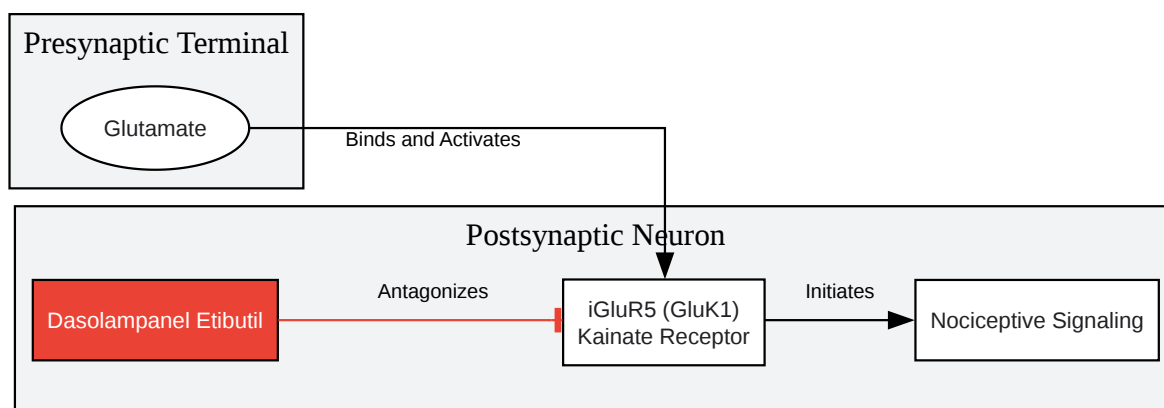 Presynaptic Terminal
Glutamate
Binds and Activates
Postsynaptic Neuron
Dasolampanel Etibutil
Antagonizes
iGluR5 (GluK1)
Kainate Receptor
Initiates
Nociceptive Signaling